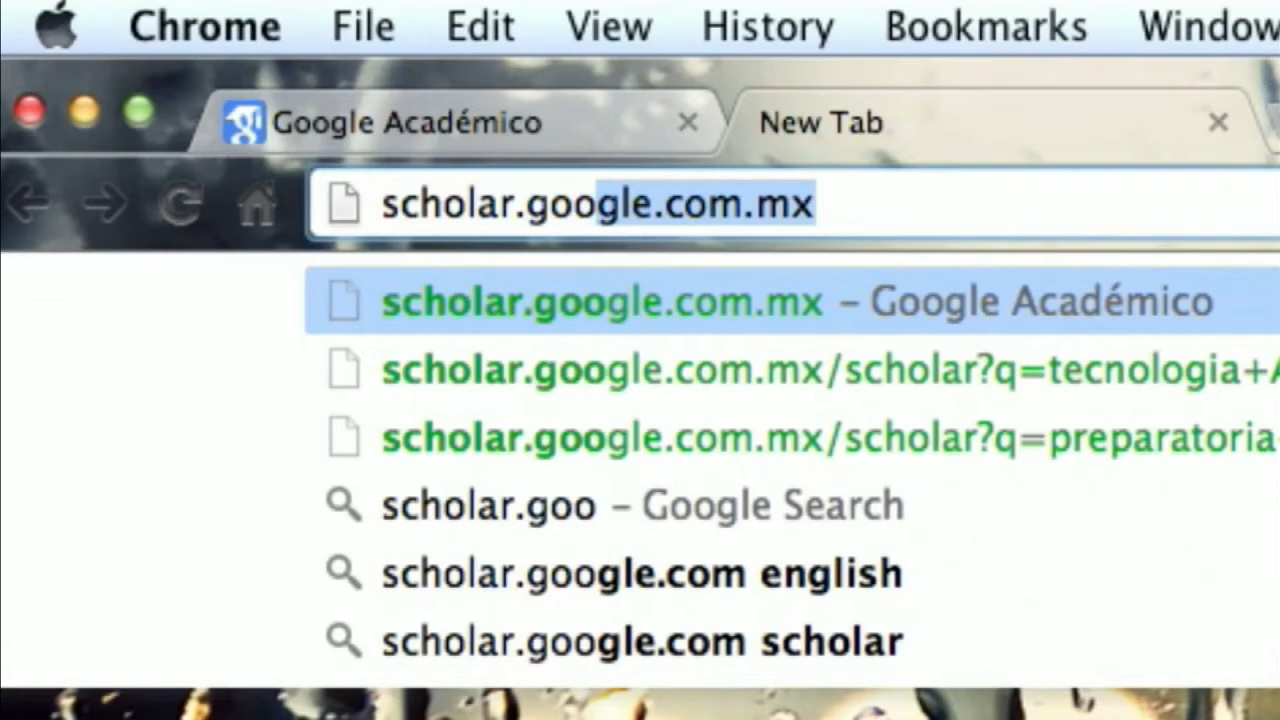 Chrome File Edit View History Bookmarks Window
Google Académico New Tab
scholar.google.com.mx
scholar.google.com.mx – Google Académico
scholar.google.com.mx/scholar?q=tecnologia+A
scholar.google.com.mx/scholar?q=preparatoria
scholar.goo – Google Search
scholar.google.com english
scholar.google.com scholar